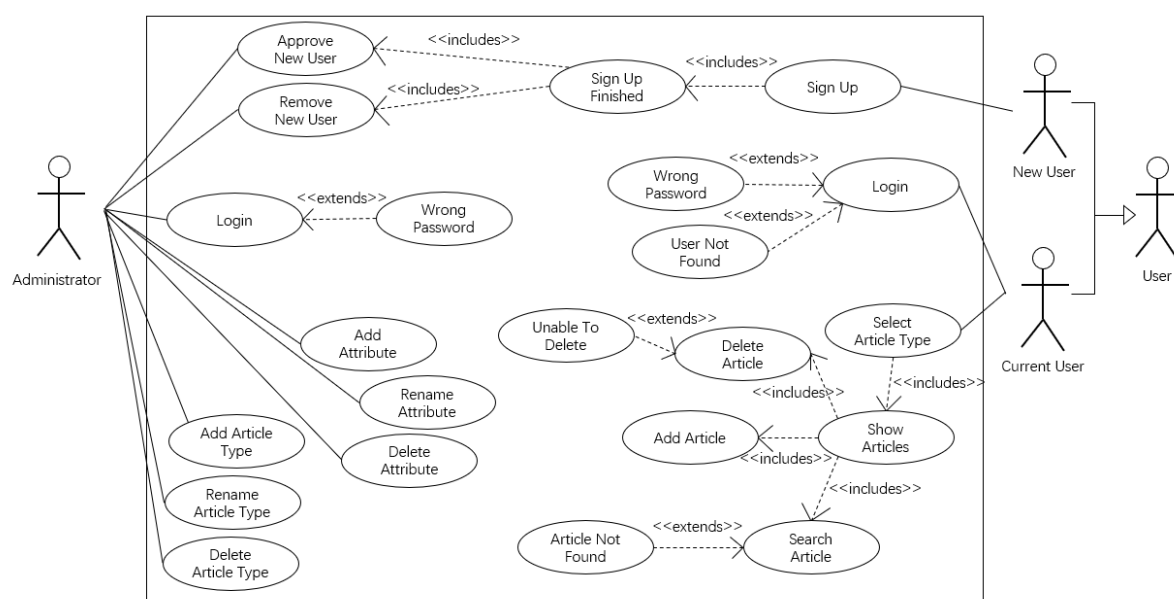 Approve
New User
<<includes>>
<<includes>>
Sign Up
Finished
Sign Up
Remove
New User
<<includes>>
New User
Administrator
Login
<<extends>>
Wrong
Password
Wrong
Password
<<extends>>
Login
User Not
Found
<<extends>>
User
Current User
Add
Attribute
Unable To
Delete
<<extends>>
Delete
Article
Select
Article Type
Rename
Attribute
<<includes>>
<<includes>>
Add Article
Type
Delete
Attribute
Add Article
<<includes>>
Show
Articles
Rename
Article Type
<<includes>>
Delete
Article Type
Article Not
Found
<<extends>>
Search
Article